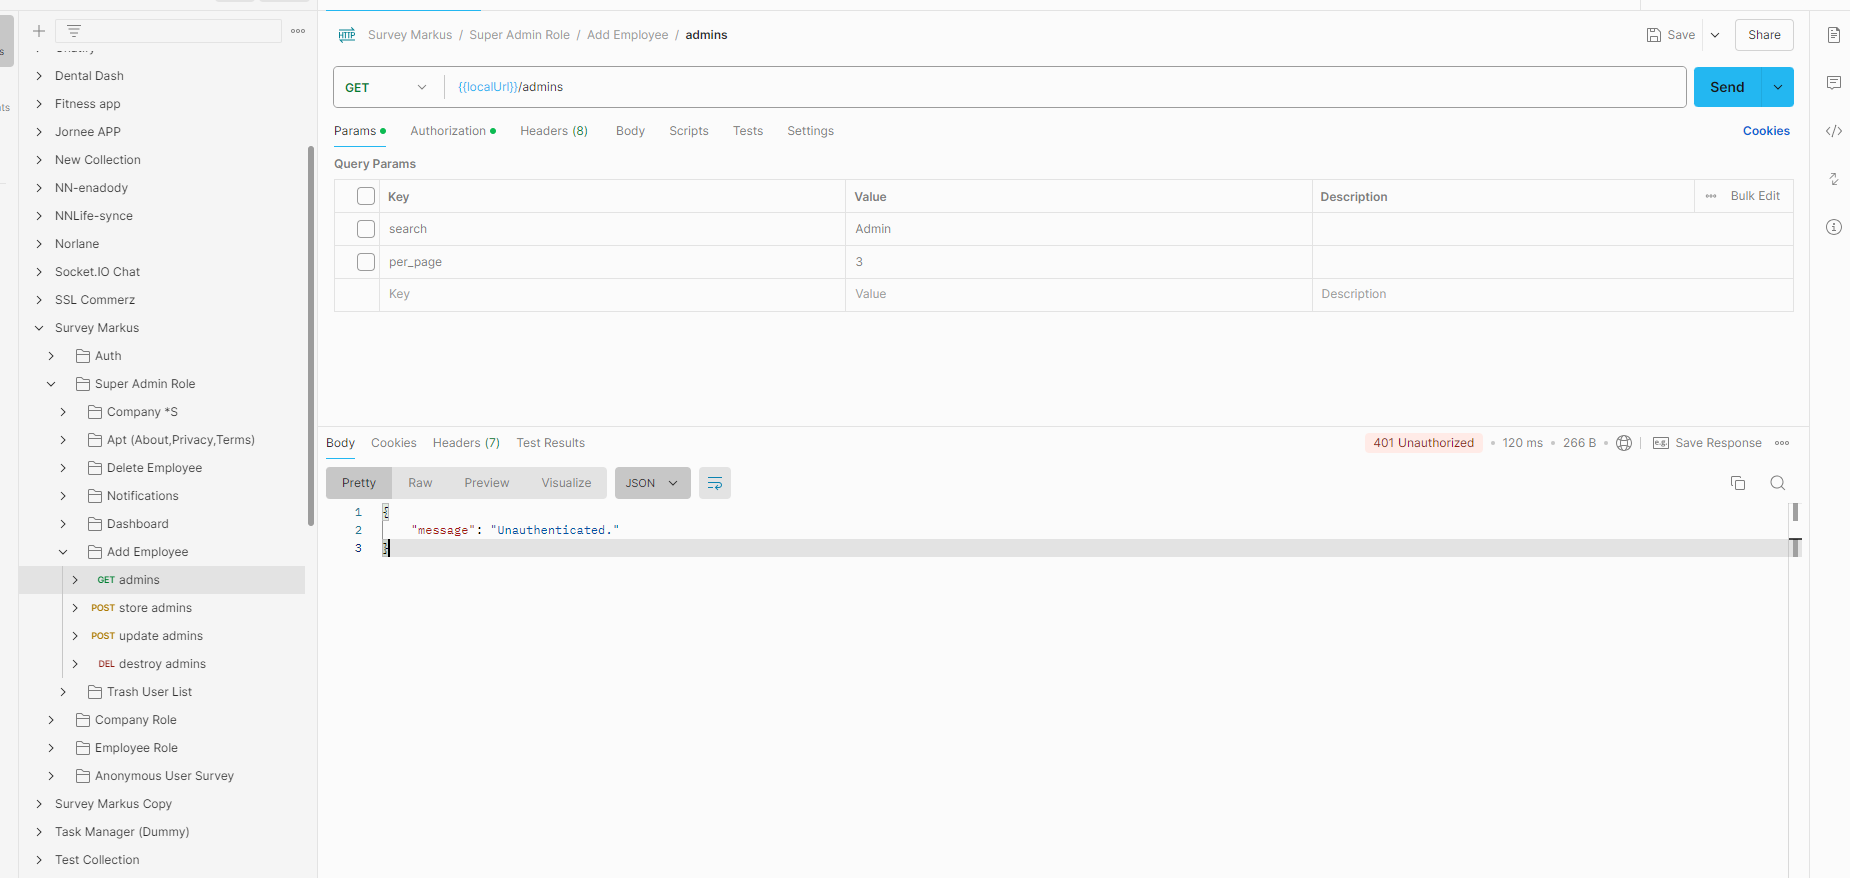 s
ts
Dental Dash
Fitness app
Jornee APP
New Collection
NN-enadody
NNLife-synce
Norlane
Socket.IO Chat
SSL Commerz
Survey Markus
Auth
Super Admin Role
Company *S
Apt (About,Privacy,Terms)
Delete Employee
Notifications
Dashboard
Add Employee
GET admins
POST store admins
POST update admins
DEL destroy admins
Trash User List
Company Role
Employee Role
Anonymous User Survey
Survey Markus Copy
Task Manager (Dummy)
Test Collection
HTTP Survey Markus / Super Admin Role / Add Employee / admins
Save
Share
GET {{localUrl}}/admins
Send
Params Authorization Headers (8) Body Scripts Tests Settings
Cookies
Query Params
Key Value Description Bulk Edit
search Admin
per_page 3
Key Value Description
Body Cookies Headers (7) Test Results
401 Unauthorized 120 ms 266 B e.g. Save Response
Pretty Raw Preview Visualize JSON
1 {
2 "message": "Unauthenticated."
3 }